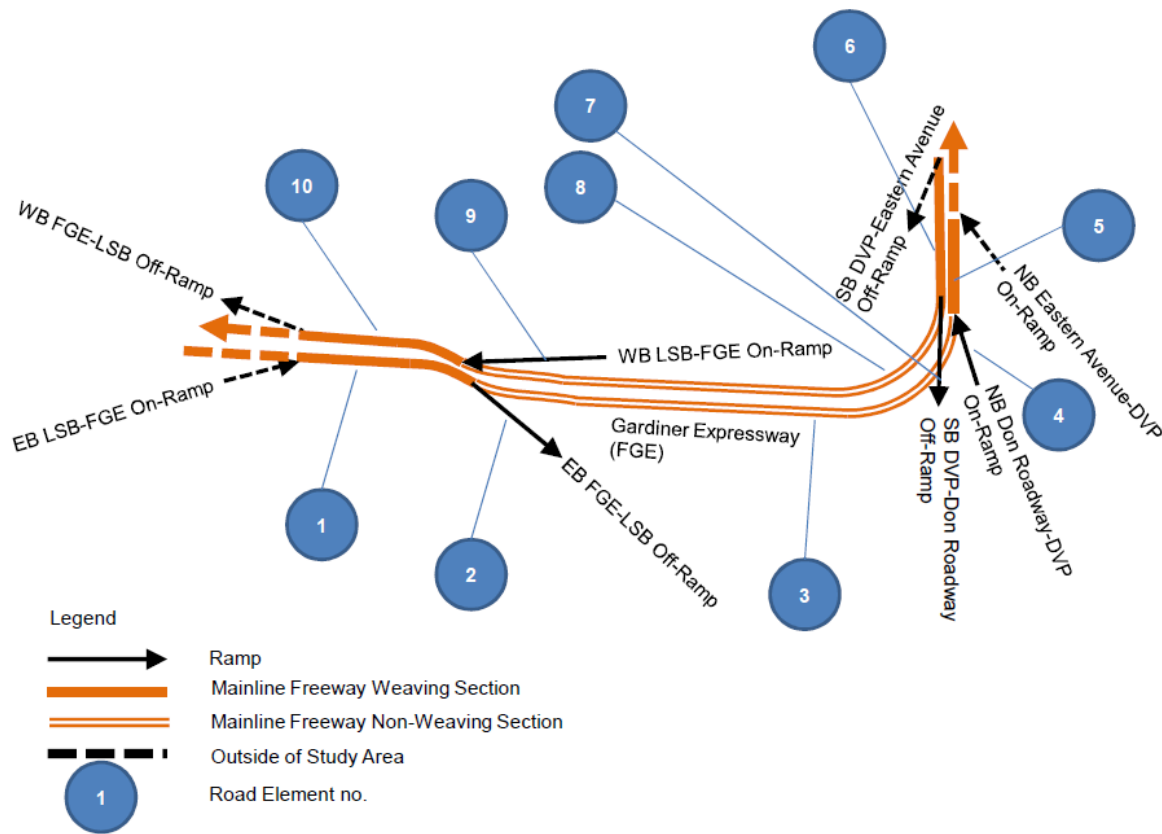 6
7
8
10
9
5
WB FGE-LSB Off-Ramp
SB DVP-Eastern Avenue
Off-Ramp
NB Eastern Avenue-DVP
On-Ramp
WB LSB-FGE On-Ramp
EB LSB-FGE On-Ramp
Gardiner Expressway
(FGE)
4
SB DVP-Don Roadway
Off-Ramp
NB Don Roadway-DVP
On-Ramp
EB FGE-LSB Off-Ramp
1
2
3
Legend
Ramp
Mainline Freeway Weaving Section
Mainline Freeway Non-Weaving Section
Outside of Study Area
1
Road Element no.